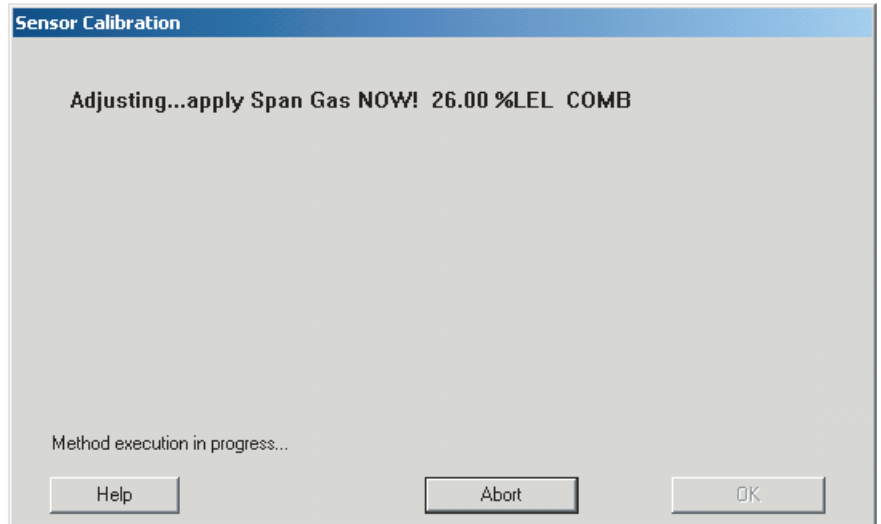 Sensor Calibration
Adjusting...apply Span Gas NOW! 26.00 %LEL COMB
Method execution in progress...
Help Abort OK